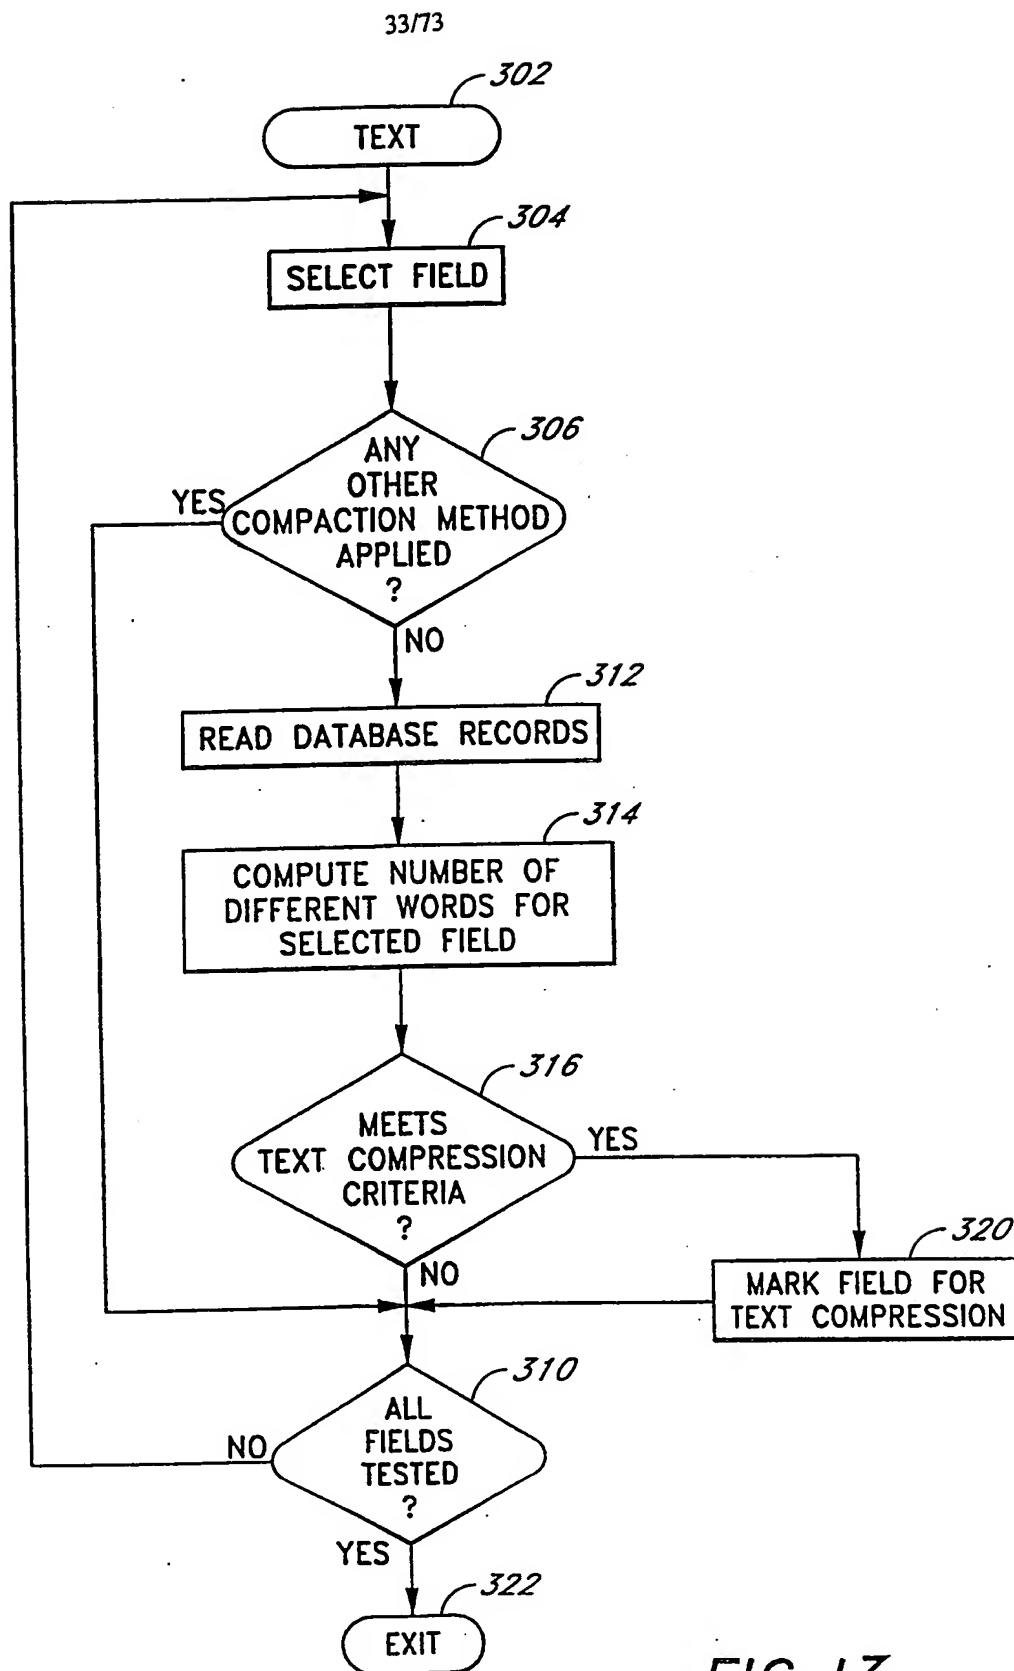 33/73
302
TEXT
304
SELECT FIELD
306
ANY
OTHER
COMPACTION METHOD
APPLIED
?
YES
NO
312
READ DATABASE RECORDS
314
COMPUTE NUMBER OF
DIFFERENT WORDS FOR
SELECTED FIELD
316
MEETS
TEXT COMPRESSION
CRITERIA
?
YES
NO
320
MARK FIELD FOR
TEXT COMPRESSION
310
ALL
FIELDS
TESTED
?
NO
YES
322
EXIT